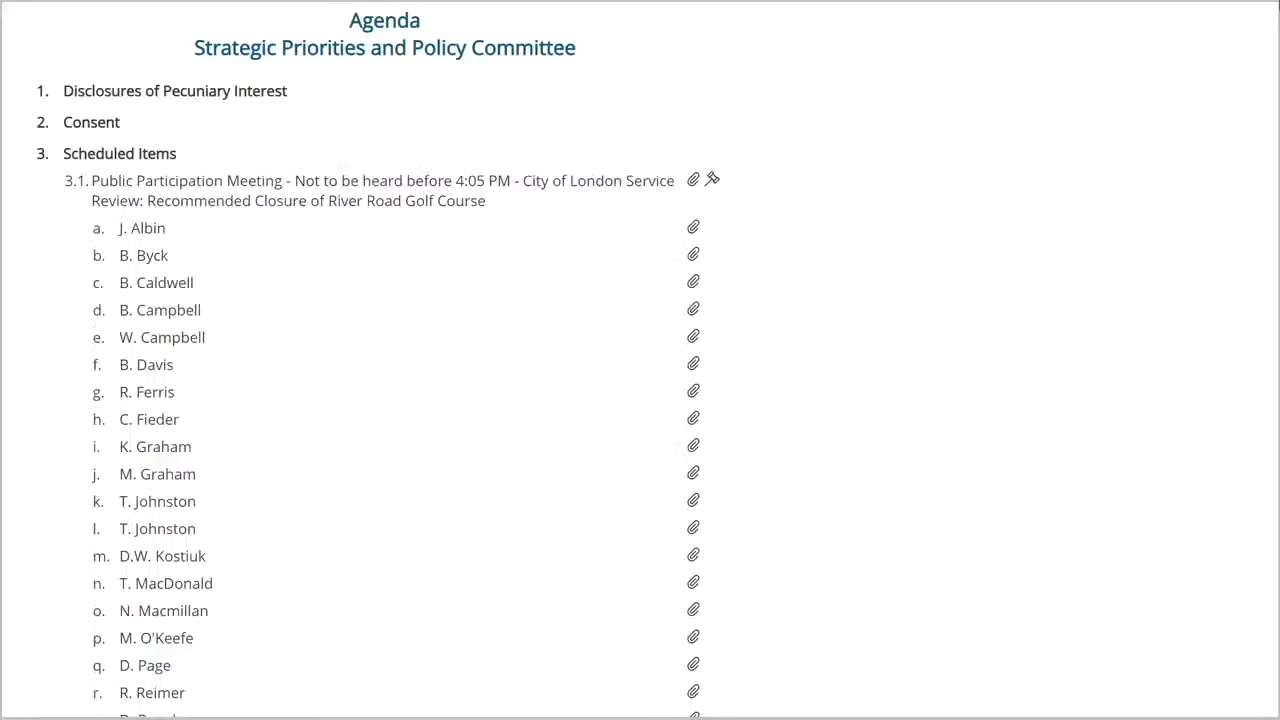 Agenda
Strategic Priorities and Policy Committee
1. Disclosures of Pecuniary Interest
2. Consent
3. Scheduled Items
3.1. Public Participation Meeting - Not to be heard before 4:05 PM - City of London Service
Review: Recommended Closure of River Road Golf Course
a. J. Albin
b. B. Byck
c. B. Caldwell
d. B. Campbell
e. W. Campbell
f. B. Davis
g. R. Ferris
h. C. Fieder
i. K. Graham
j. M. Graham
k. T. Johnston
l. T. Johnston
m. D.W. Kostiuk
n. T. MacDonald
o. N. Macmillan
p. M. O'Keefe
q. D. Page
r. R. Reimer